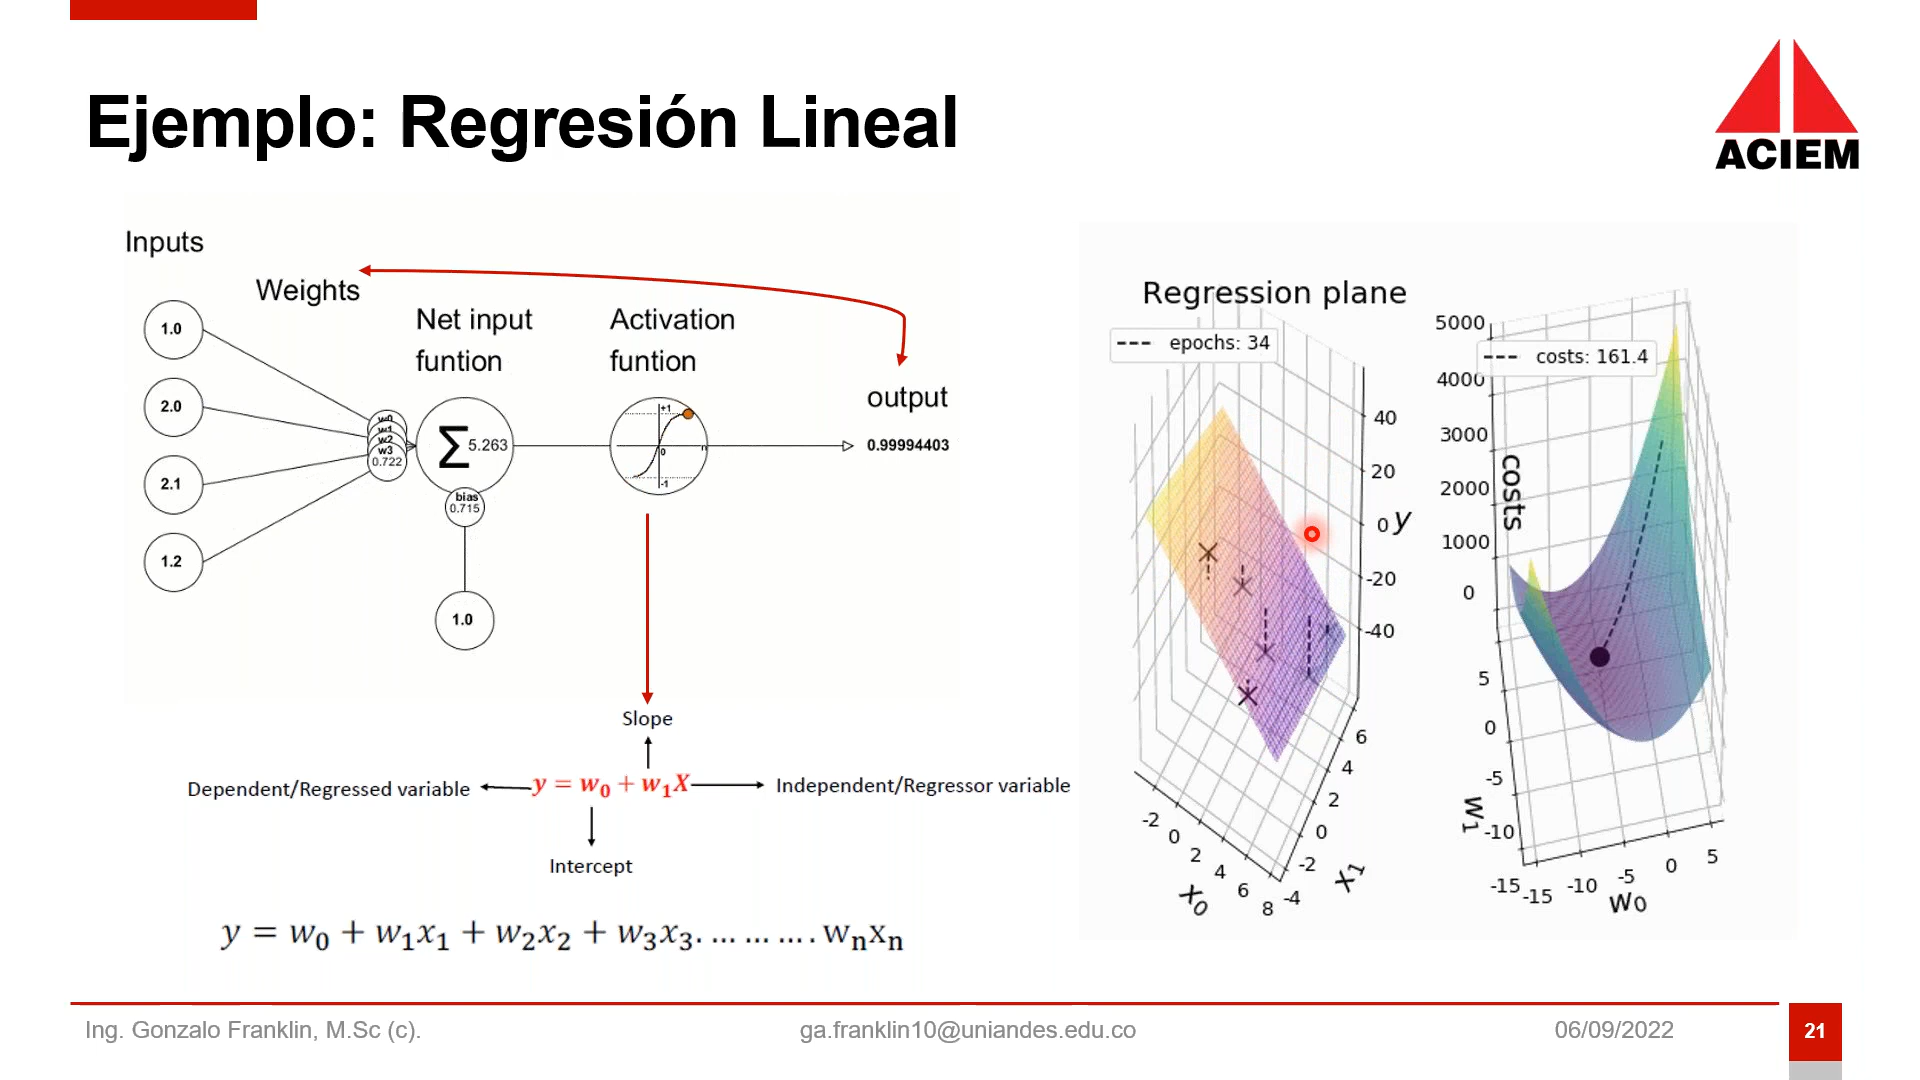 Ejemplo: Regresión Lineal
ACIEM
Inputs
Weights
Net input
funtion
Activation
funtion
output
1.0
2.0
2.1
1.2
w0
w1
w2
w3
0.722
∑ 5.263
bias
0.715
1.0
+1
0
n
-1
0.99994403
Slope
Dependent/Regressed variable
y = w₀ + w₁X
Independent/Regressor variable
Intercept
y = w₀ + w₁x₁ + w₂x₂ + w₃x₃. … … … . wₙxₙ
Regression plane
epochs: 34
40
20
0
-20
-40
y
6
4
2
0
-2
-4
x₁
-2
0
2
4
6
8
x₀
costs: 161.4
5000
4000
3000
2000
1000
0
costs
5
0
-5
-10
-15
w₁
-15
-10
-5
0
5
w₀
Ing. Gonzalo Franklin, M.Sc (c).
ga.franklin10@uniandes.edu.co
06/09/2022
21